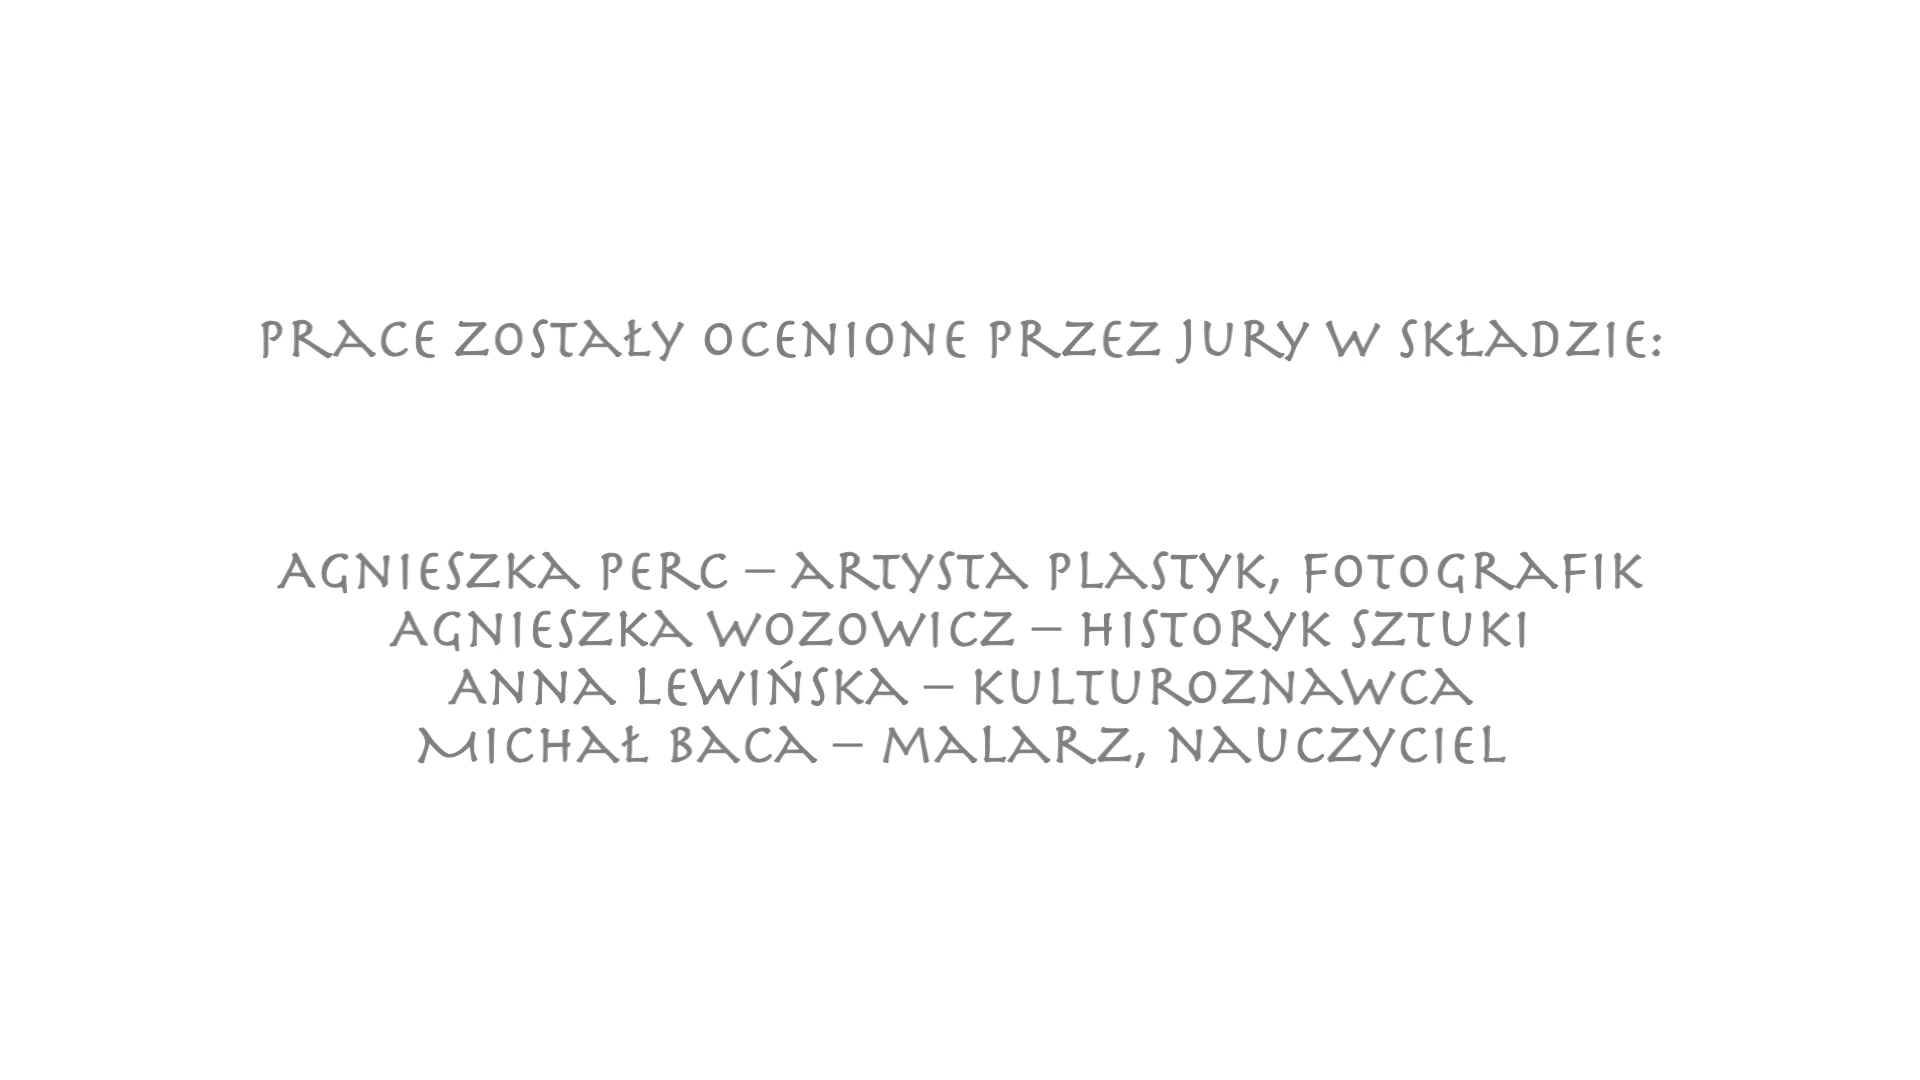 Prace zostały ocenione przez jury w składzie:
Agnieszka Perc – artysta plastyk, fotografik
Agnieszka Wozowicz – historyk sztuki
Anna Lewińska – kulturoznawca
Michał Baca – malarz, nauczyciel